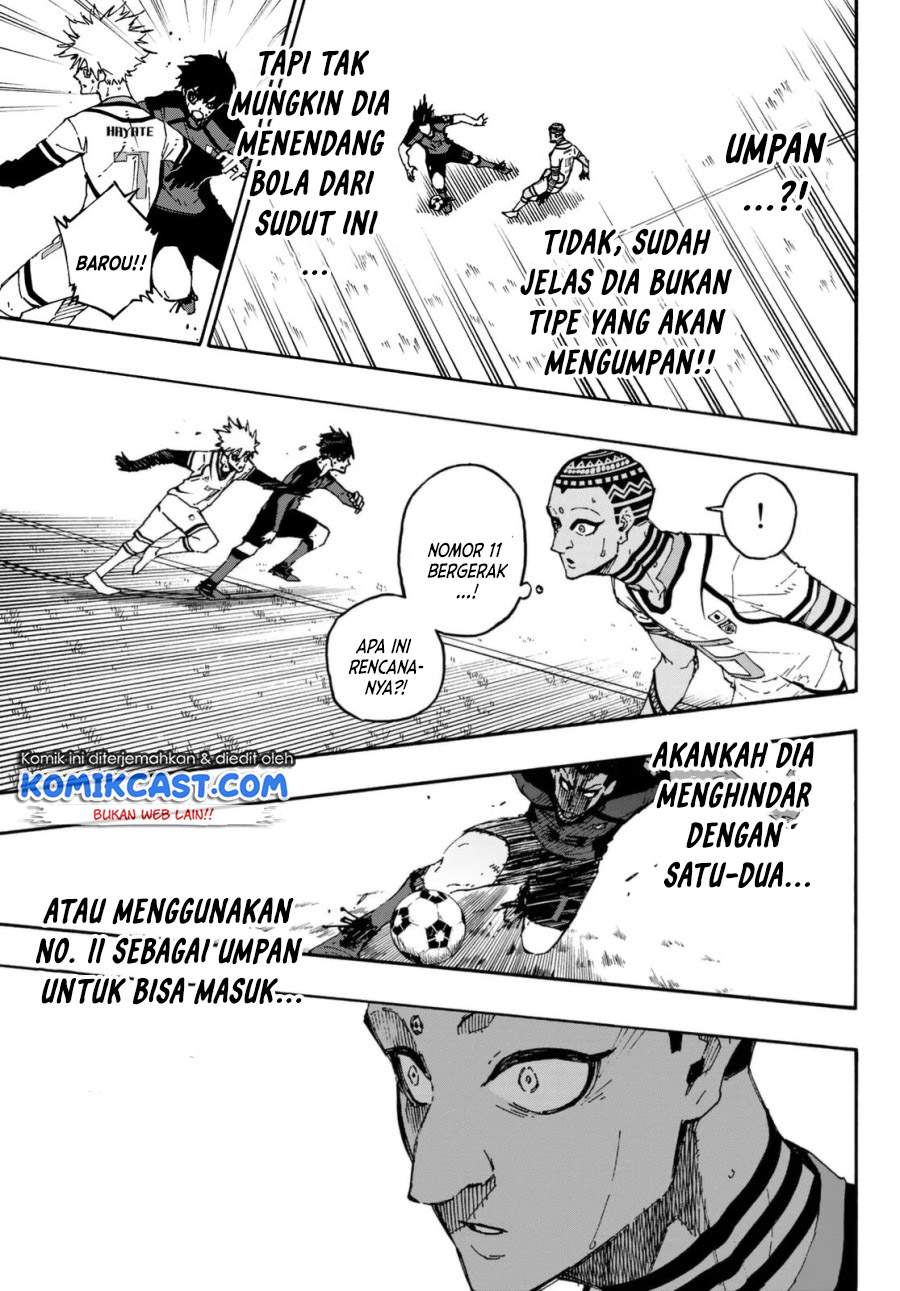 UMPAN
...?!
TIDAK, SUDAH
JELAS DIA BUKAN
TIPE YANG AKAN
MENGUMPAN!!
TAPI TAK
MUNGKIN DIA
MENENDANG
BOLA DARI
SUDUT INI
...
HAYATE
7
BAROU!!
!
NOMOR 11
BERGERAK
...!
APA INI
RENCANA-
NYA?!
Komik ini diterjemahkan & diedit oleh
KOMIKCAST.COM
BUKAN WEB LAIN!!
AKANKAH DIA
MENGHINDAR
DENGAN
SATU-DUA...
ATAU MENGGUNAKAN
NO. II SEBAGAI UMPAN
UNTUK BISA MASUK...